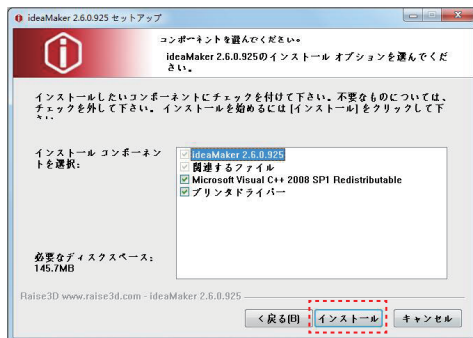 ideaMaker 2.6.0.925 セットアップ
コンポーネントを選んでください。
ideaMaker 2.6.0.925のインストール オプションを選んでくだ
さい。
インストールしたいコンポーネントにチェックを付けて下さい。不要なものについては、
チェックを外して下さい。 インストールを始めるには [インストール] をクリックして下
さい。
インストール コンポーネン
トを選択:
ideaMaker 2.6.0.925
関連するファイル
Microsoft Visual C++ 2008 SP1 Redistributable
プリンタドライバー
必要なディスクスペース:
145.7MB
Raise3D www.raise3d.com - ideaMaker 2.6.0.925
< 戻る(B)
インストール
キャンセル